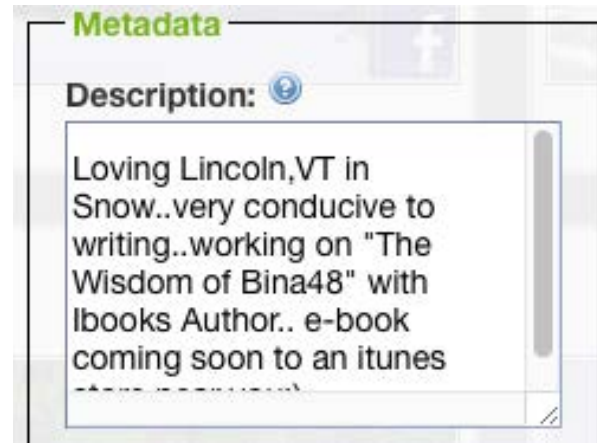 Metadata
Description:
Loving Lincoln,VT in
Snow..very conducive to
writing..working on "The
Wisdom of Bina48" with
Ibooks Author.. e-book
coming soon to an itunes